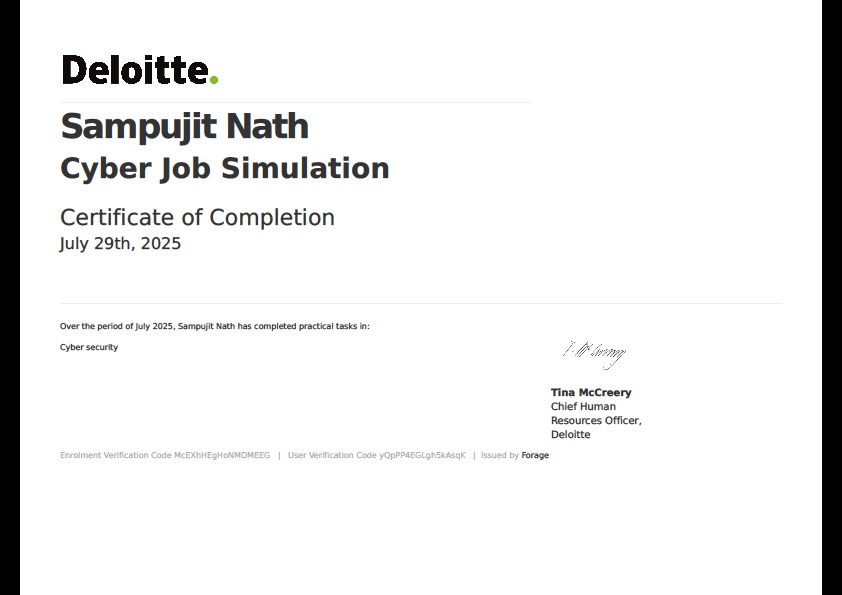 Deloitte.
Sampujit Nath
Cyber Job Simulation
Certificate of Completion
July 29th, 2025
Over the period of July 2025, Sampujit Nath has completed practical tasks in:
Cyber security
Tina McCreery
Chief Human
Resources Officer,
Deloitte
Enrolment Verification Code McEXhHEgHoNMDMEEG | User Verification Code yQpPP4EGLgh5kAsqK | Issued by Forage